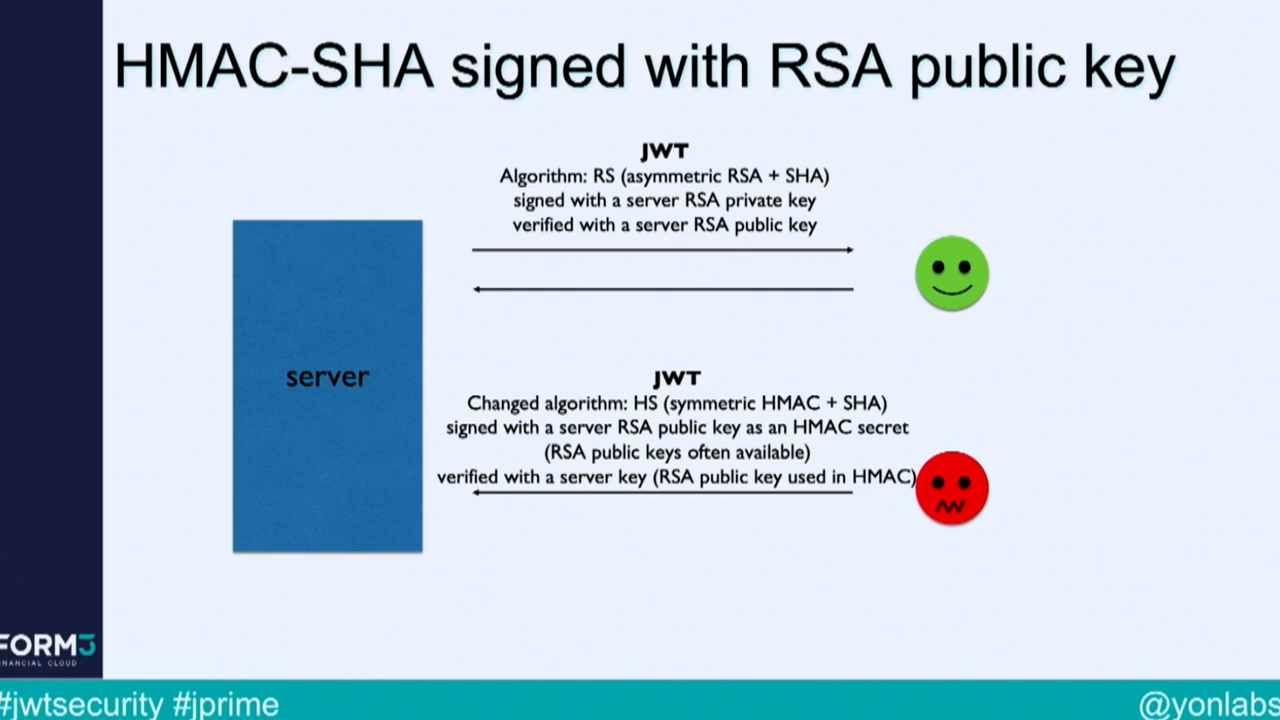 HMAC-SHA signed with RSA public key
JWT
Algorithm: RS (asymmetric RSA + SHA)
signed with a server RSA private key
verified with a server RSA public key
server
JWT
Changed algorithm: HS (symmetric HMAC + SHA)
signed with a server RSA public key as an HMAC secret
(RSA public keys often available)
verified with a server key (RSA public key used in HMAC)
FORM3
FINANCIAL CLOUD
#jwtsecurity #jprime
@yonlabs